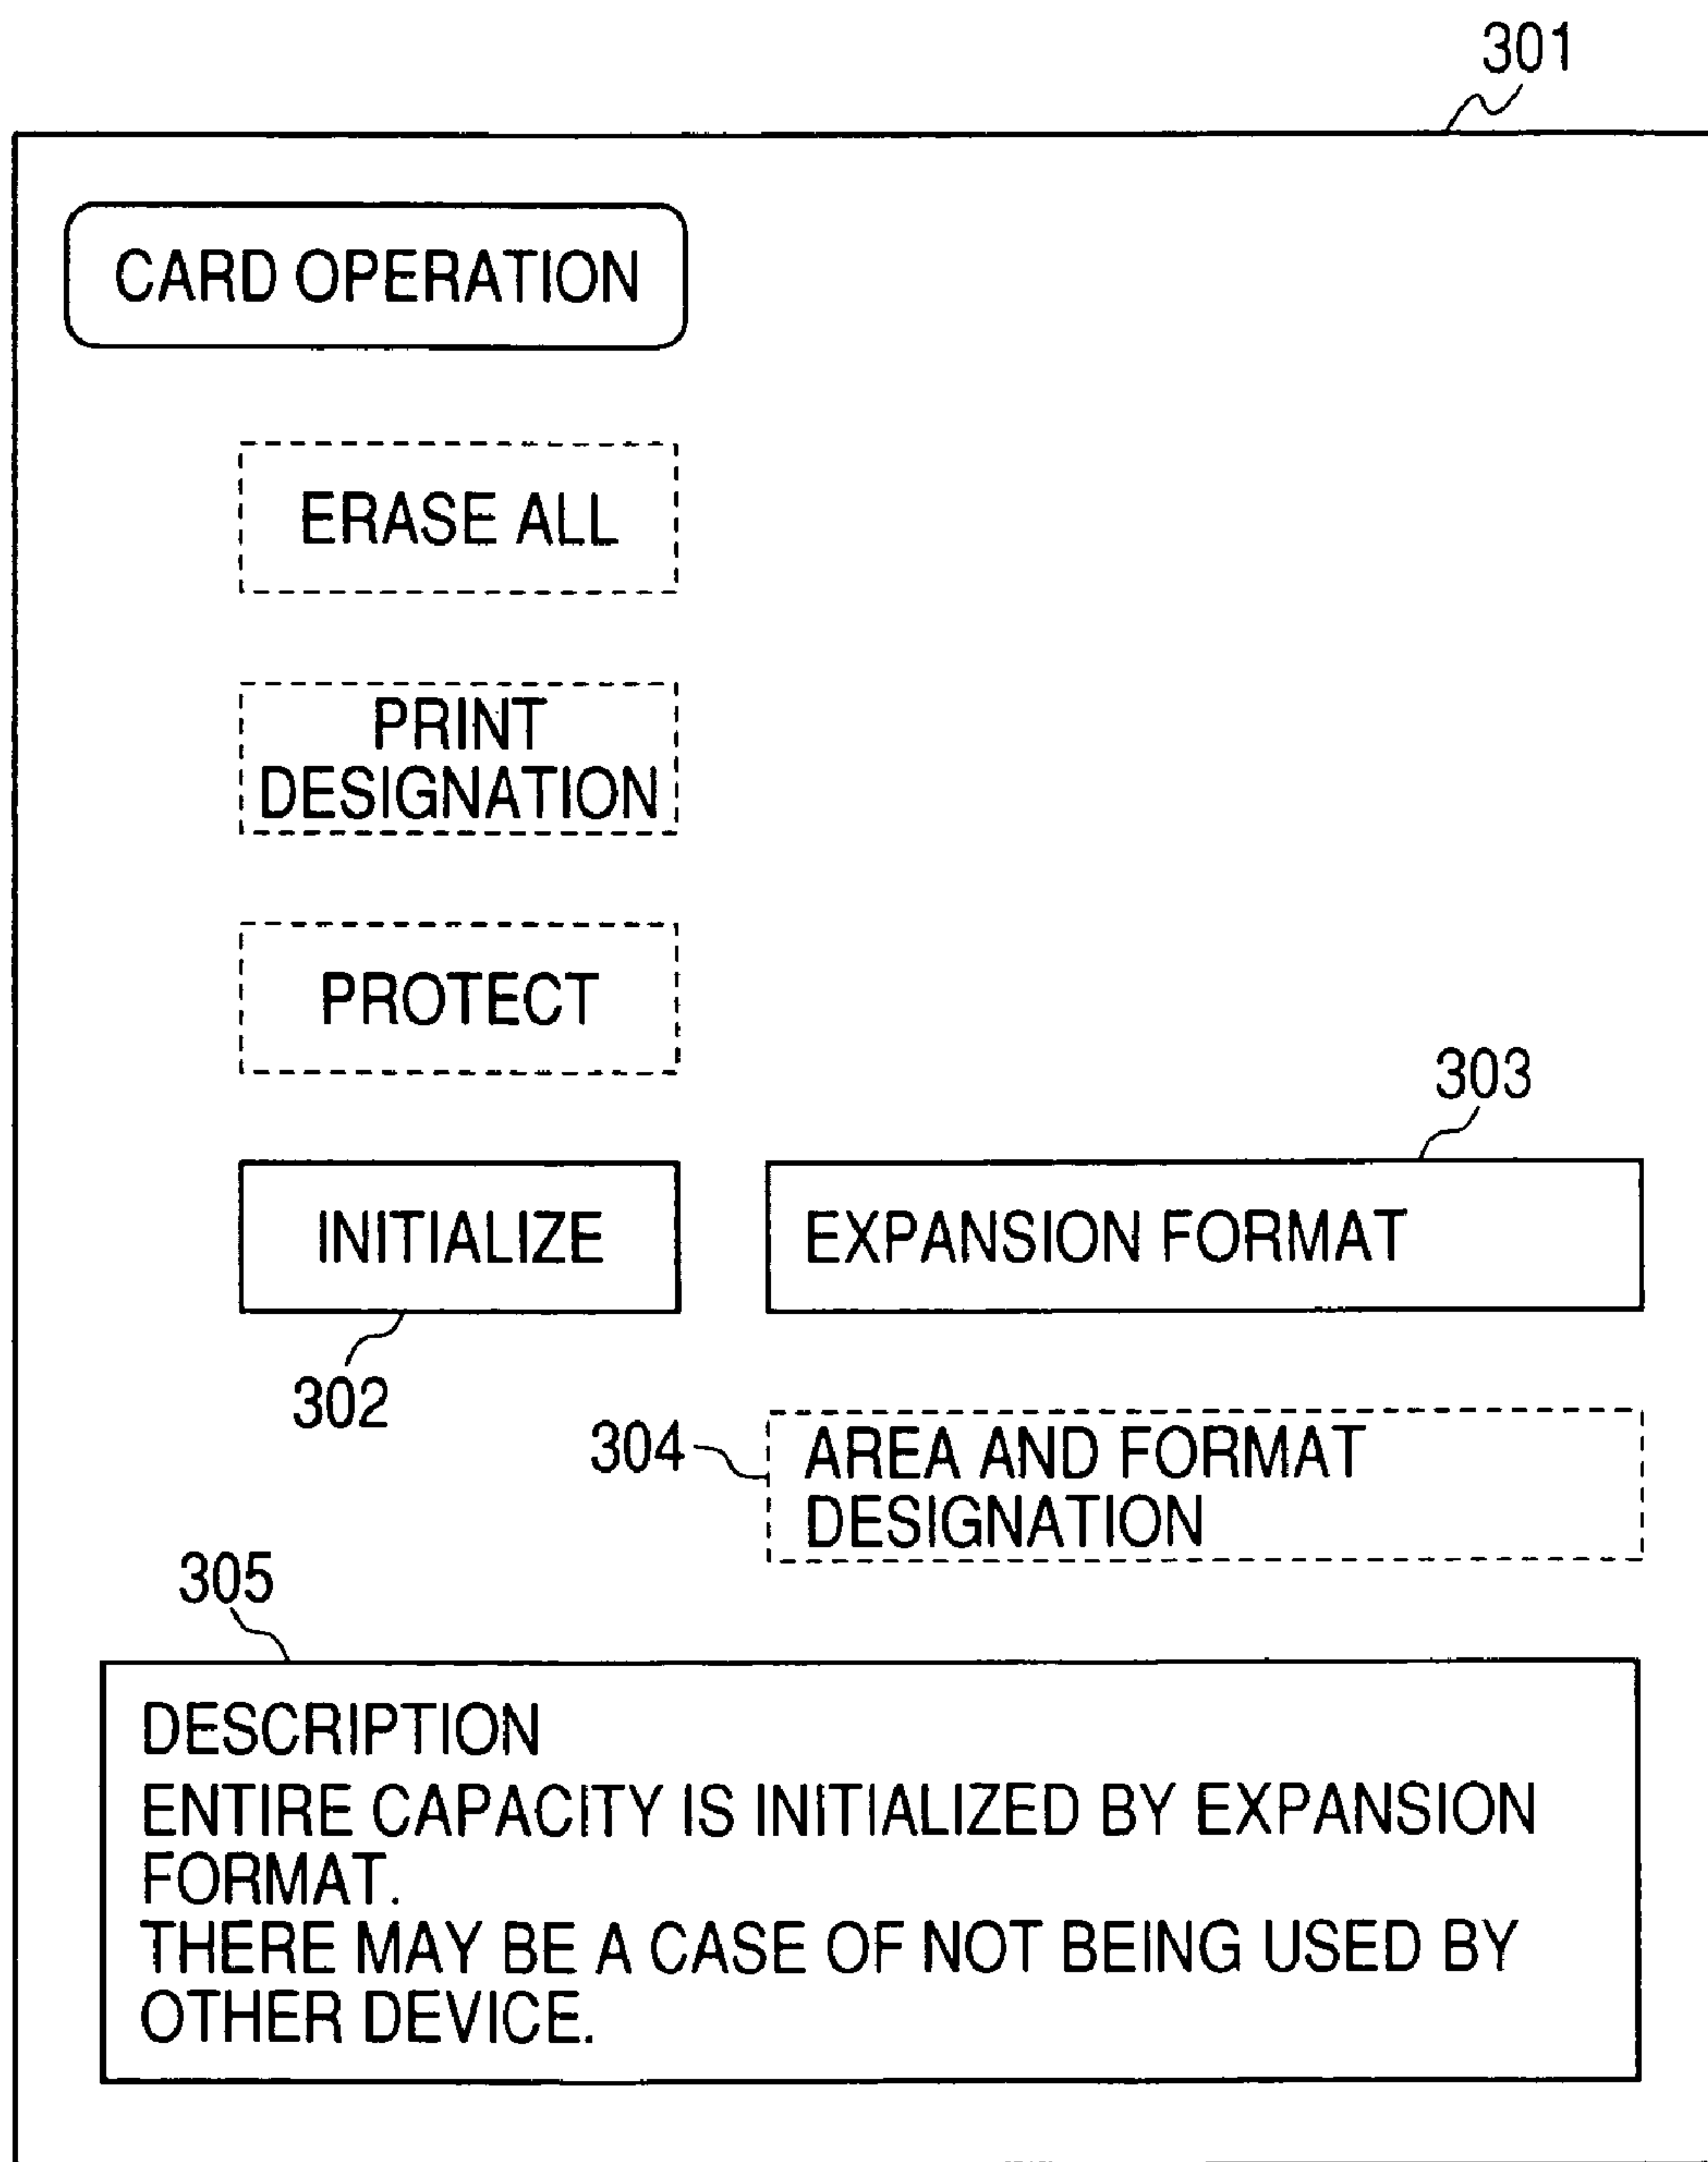 301
CARD OPERATION
ERASE ALL
PRINT
DESIGNATION
PROTECT
303
INITIALIZE
EXPANSION FORMAT
302
304
AREA AND FORMAT
DESIGNATION
305
DESCRIPTION
ENTIRE CAPACITY IS INITIALIZED BY EXPANSION
FORMAT.
THERE MAY BE A CASE OF NOT BEING USED BY
OTHER DEVICE.